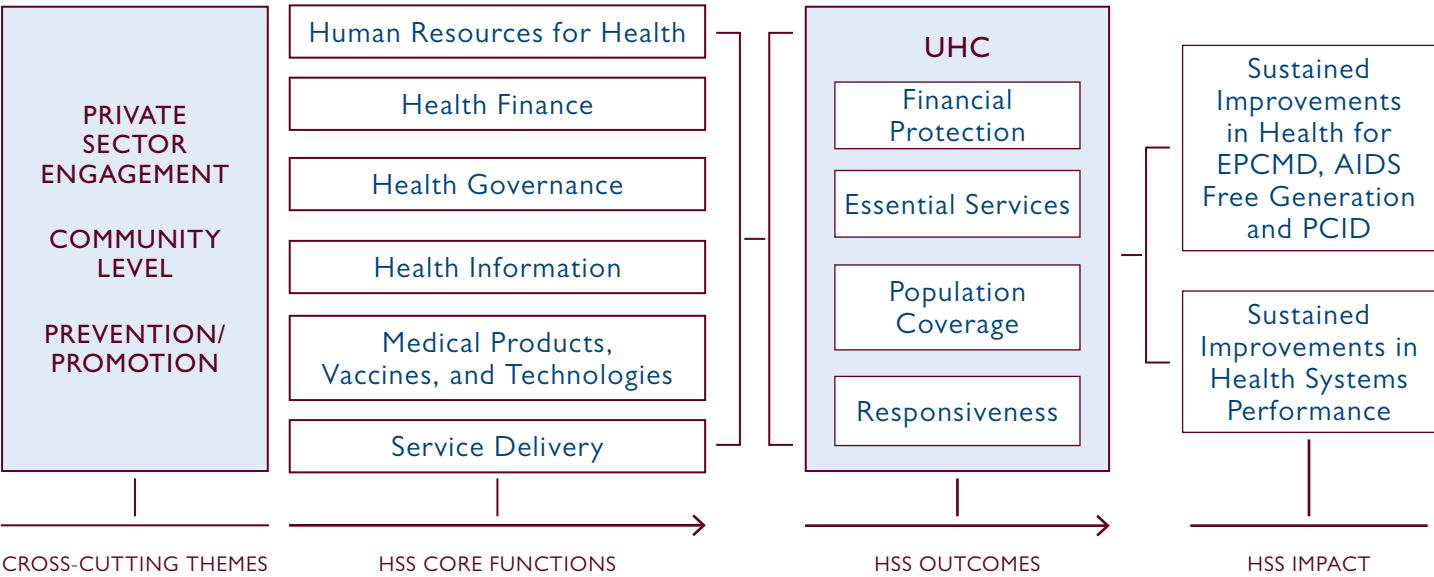 PRIVATE
SECTOR
ENGAGEMENT
COMMUNITY
LEVEL
PREVENTION/
PROMOTION
Human Resources for Health
Health Finance
Health Governance
Health Information
Medical Products,
Vaccines, and Technologies
Service Delivery
UHC
Financial
Protection
Essential Services
Population
Coverage
Responsiveness
Sustained
Improvements
in Health for
EPCMD, AIDS
Free Generation
and PCID
Sustained
Improvements in
Health Systems
Performance
CROSS-CUTTING THEMES
HSS CORE FUNCTIONS
HSS OUTCOMES
HSS IMPACT